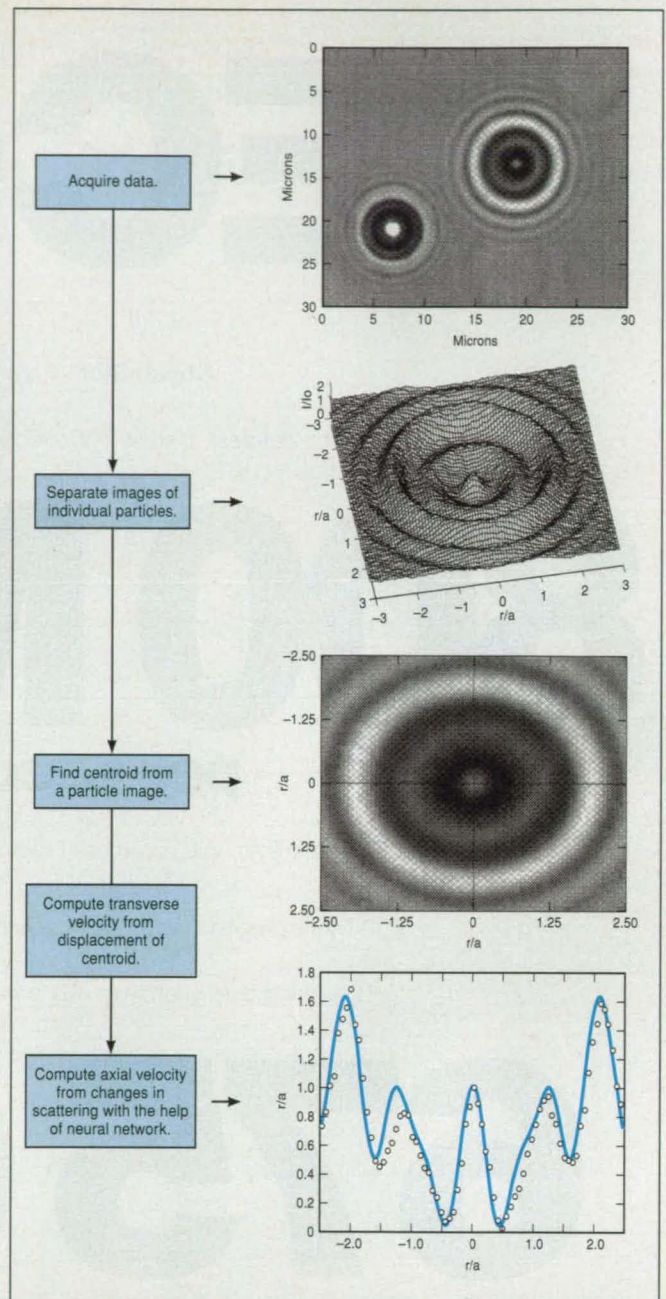 0
5
10
15
20
25
30
Microns
0 5 10 15 20 25 30
Microns
Acquire data.
I/Io
2
1
0
−3
−2
−1
0
1
2
3
r/a
−3 −2 −1 0 1 2 3
r/a
Separate images of
individual particles.
−2.50
−1.25
0
1.25
2.50
r/a
−2.50 −1.25 0 1.25 2.50
r/a
Find centroid from
a particle image.
Compute transverse
velocity from
displacement of
centroid.
Compute axial velocity
from changes in
scattering with the help
of neural network.
1.8
1.6
1.4
1.2
1.0
0.8
0.6
0.4
0.2
0
r/a
−2.0 −1.0 0 1.0 2.0
r/a